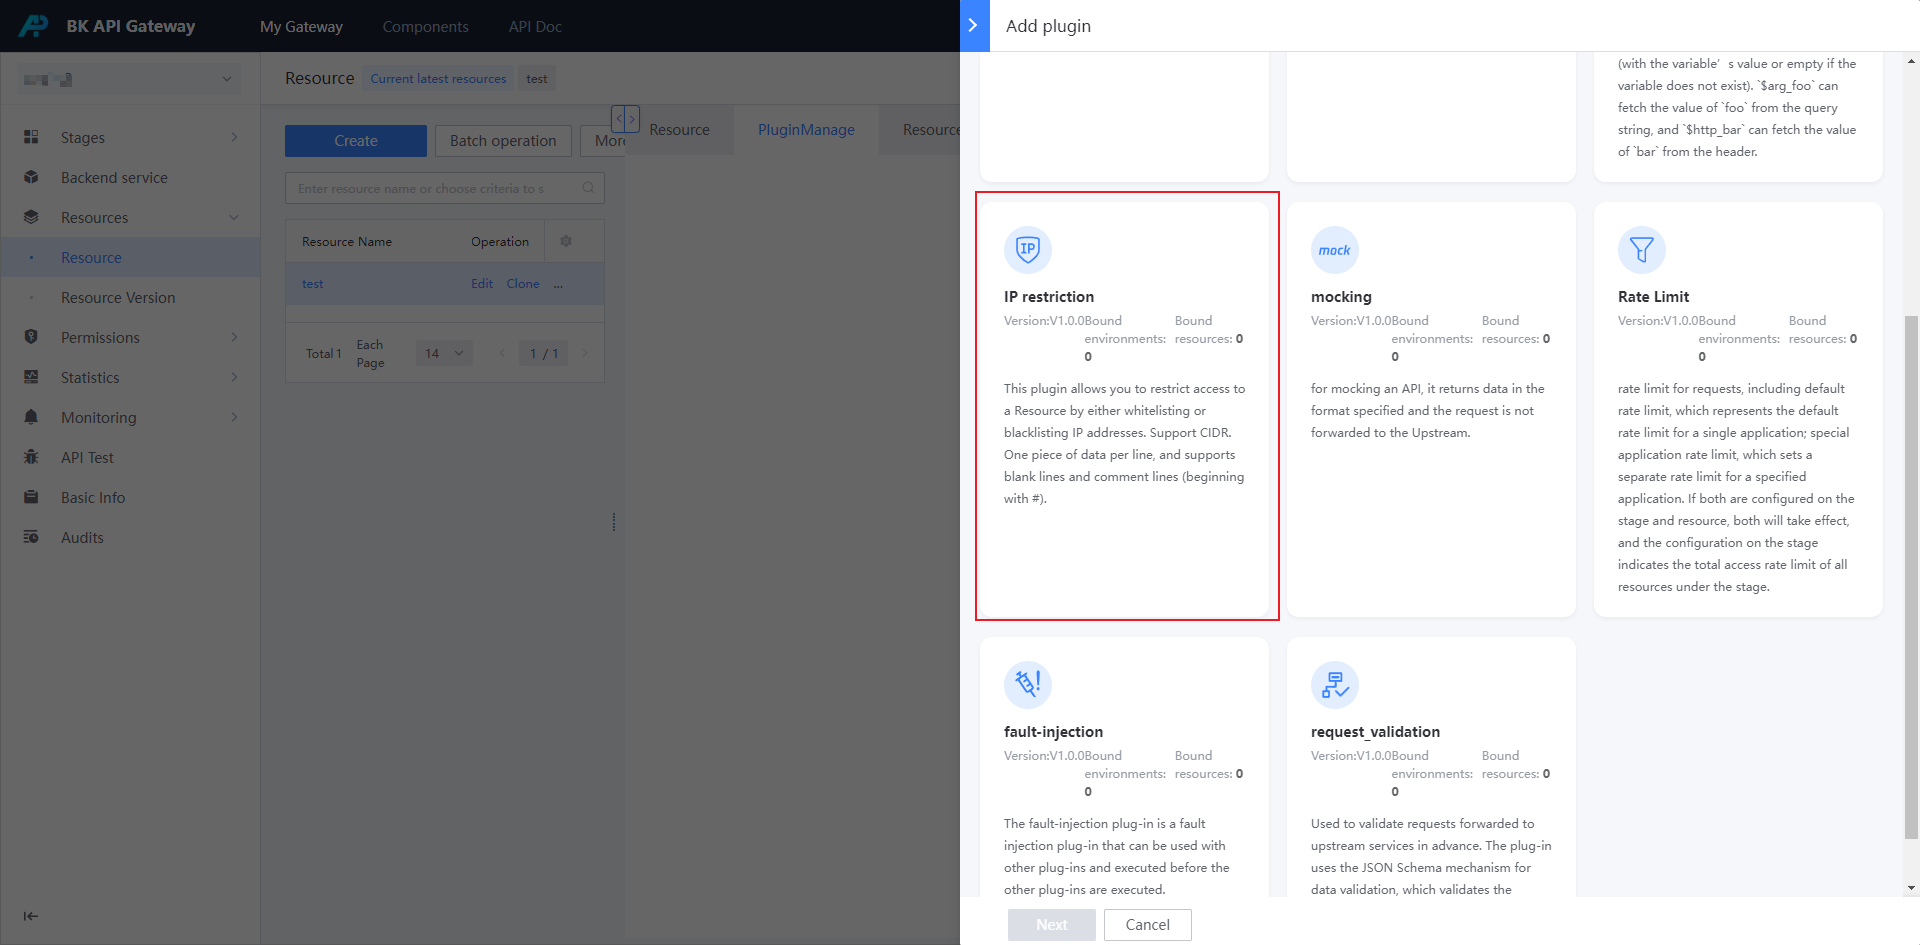 BK API Gateway
My Gateway
Components
API Doc
Add plugin
Resource
Current latest resources
test
Stages
Backend service
Resources
Resource
Resource Version
Permissions
Statistics
Monitoring
API Test
Basic Info
Audits
Create
Batch operation
More
Enter resource name or choose criteria to s
Resource Name
Operation
test
Edit
Clone
...
Total 1
Each
Page
14
1 / 1
Resource
PluginManage
Resource
(with the variable’s value or empty if the
variable does not exist). `$arg_foo` can
fetch the value of `foo` from the query
string, and `$http_bar` can fetch the value
of `bar` from the header.
IP
IP restriction
Version:V1.0.0
Bound
environments:
0
Bound
resources: 0
This plugin allows you to restrict access to
a Resource by either whitelisting or
blacklisting IP addresses. Support CIDR.
One piece of data per line, and supports
blank lines and comment lines (beginning
with #).
mock
mocking
Version:V1.0.0
Bound
environments:
0
Bound
resources: 0
for mocking an API, it returns data in the
format specified and the request is not
forwarded to the Upstream.
Rate Limit
Version:V1.0.0
Bound
environments:
0
Bound
resources: 0
rate limit for requests, including default
rate limit, which represents the default
rate limit for a single application; special
application rate limit, which sets a
separate rate limit for a specified
application. If both are configured on the
stage and resource, both will take effect,
and the configuration on the stage
indicates the total access rate limit of all
resources under the stage.
fault-injection
Version:V1.0.0
Bound
environments:
0
Bound
resources: 0
The fault-injection plug-in is a fault
injection plug-in that can be used with
other plug-ins and executed before the
other plug-ins are executed.
request_validation
Version:V1.0.0
Bound
environments:
0
Bound
resources: 0
Used to validate requests forwarded to
upstream services in advance. The plug-in
uses the JSON Schema mechanism for
data validation, which validates the
Next
Cancel